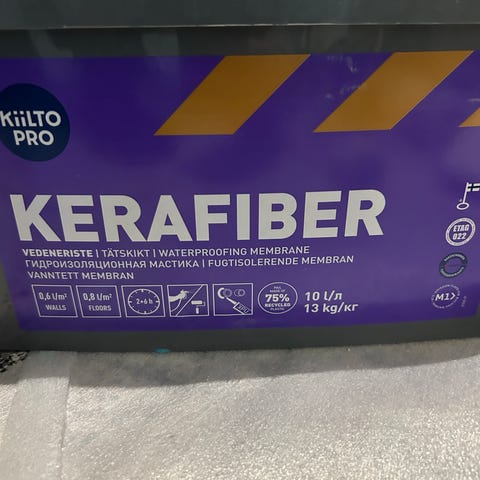 KiiLTO
PRO
KERAFIBER
VEDENERISTE | TÄTSKIKT | WATERPROOFING MEMBRANE
ГИДРОИЗОЛЯЦИОННАЯ МАСТИКА | FUGTISOLERENDE MEMBRAN
VANNTETT MEMBRAN
0,6 l/m²
WALLS
0,8 l/m²
FLOORS
2+6 h
75%
RECYCLED
PLASTIC
10 l/л
13 kg/кг
ETAG
022
M1